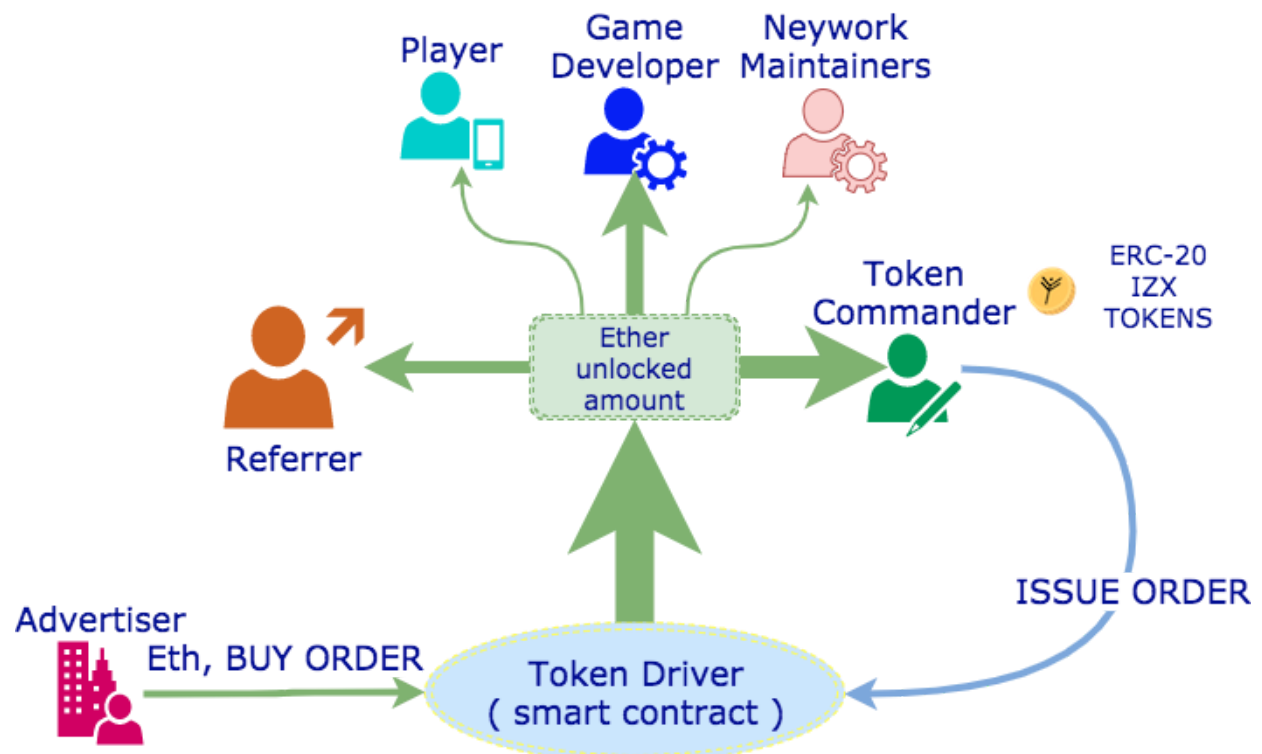 Player
Game
Developer
Neywork
Maintainers
Token
Commander
ERC-20
IZX
TOKENS
Ether
unlocked
amount
Referrer
ISSUE ORDER
Advertiser
Eth, BUY ORDER
Token Driver
( smart contract )